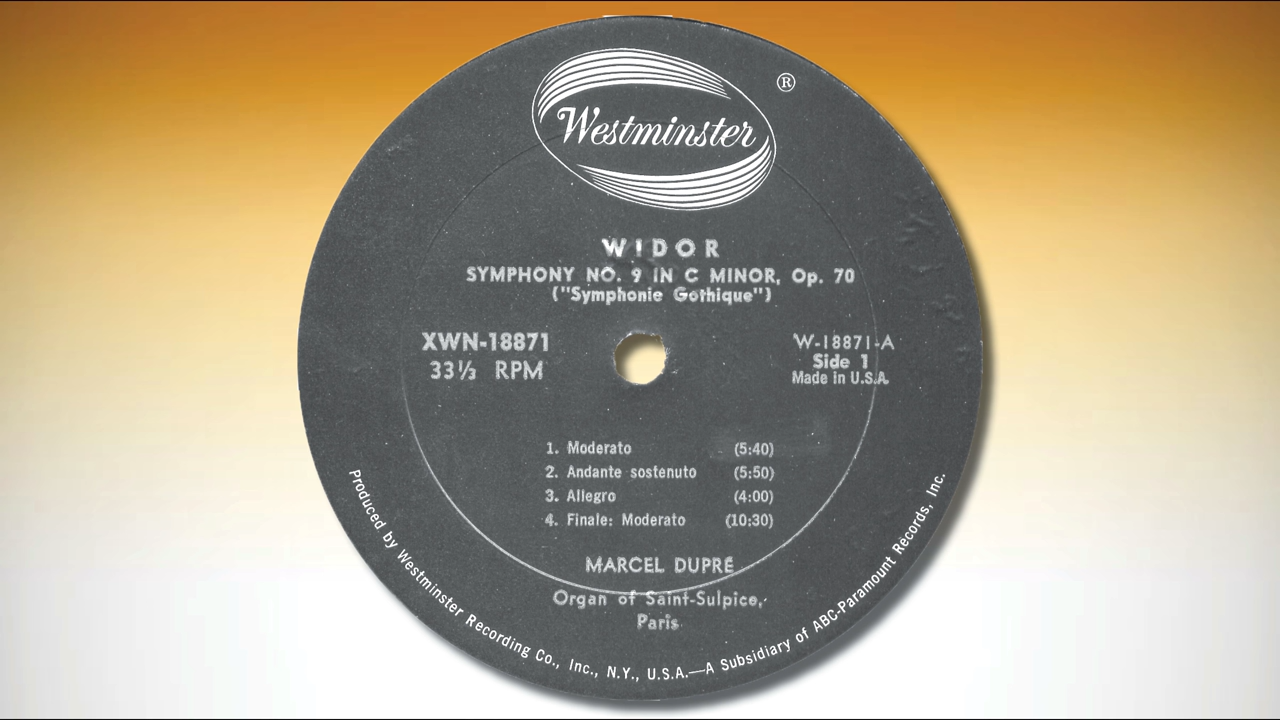 Westminster
®
WIDOR
SYMPHONY NO. 9 IN C MINOR, Op. 70
("Symphonie Gothique")
XWN-18871
33⅓ RPM
W-18871-A
Side 1
Made in U.S.A.
1. Moderato (5:40)
2. Andante sostenuto (5:50)
3. Allegro (4:00)
4. Finale: Moderato (10:30)
MARCEL DUPRÉ
Organ of Saint-Sulpice,
Paris
Produced by Westminster Recording Co., Inc., N.Y., U.S.A.—A Subsidiary of ABC-Paramount Records, Inc.